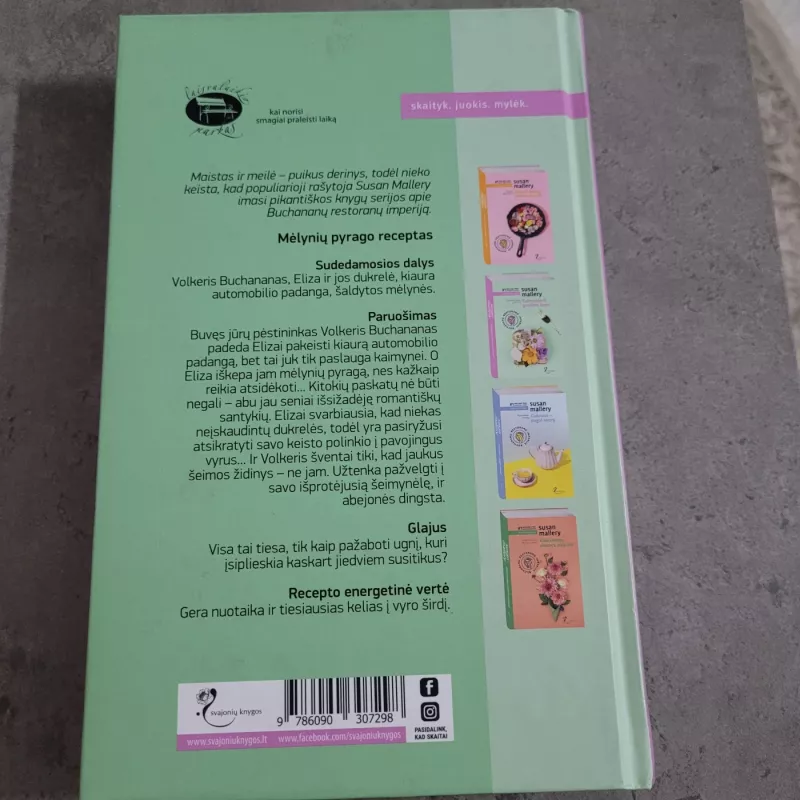 laisvalaikio
parkas
kai norisi
smagiai praleisti laiką
skaityk. juokis. mylėk.
Maistas ir meilė – puikus derinys, todėl nieko
keista, kad populiarioji rašytoja Susan Mallery
imasi pikantiškos knygų serijos apie
Buchananų restoranų imperiją.
Mėlynių pyrago receptas
Sudedamosios dalys
Volkeris Buchananas, Eliza ir jos dukrelė, kiaura
automobilio padanga, šaldytos mėlynės.
Paruošimas
Buvęs jūrų pėstininkas Volkeris Buchananas
padeda Elizai pakeisti kiaurą automobilio
padangą, bet tai juk tik paslauga kaimynei. O
Eliza iškepa jam mėlynių pyragą, nes kažkaip
reikia atsidėkoti... Kitokių paskatų nė būti
negali – abu jau seniai išsižadėję romantiškų
santykių. Elizai svarbiausia, kad niekas
neįskaudintų dukrelės, todėl yra pasiryžusi
atsikratyti savo keisto polinkio į pavojingus
vyrus... Ir Volkeris šventai tiki, kad jaukus
šeimos židinys – ne jam. Užtenka pažvelgti į
savo išprotėjusią šeimynėlę, ir
abejonės dingsta.
Glajus
Visa tai tiesa, tik kaip pažaboti ugnį, kuri
įsiplieskia kaskart jiedviem susitikus?
Recepto energetinė vertė
Gera nuotaika ir tiesiausias kelias į vyro širdį.
susan
mallery
susan
mallery
susan
mallery
susan
mallery
svajonių knygos
9 786090 307298
www.svajoniuknygos.lt www.facebook.com/svajoniuknygos
PASIDALINK,
KAD SKAITAI